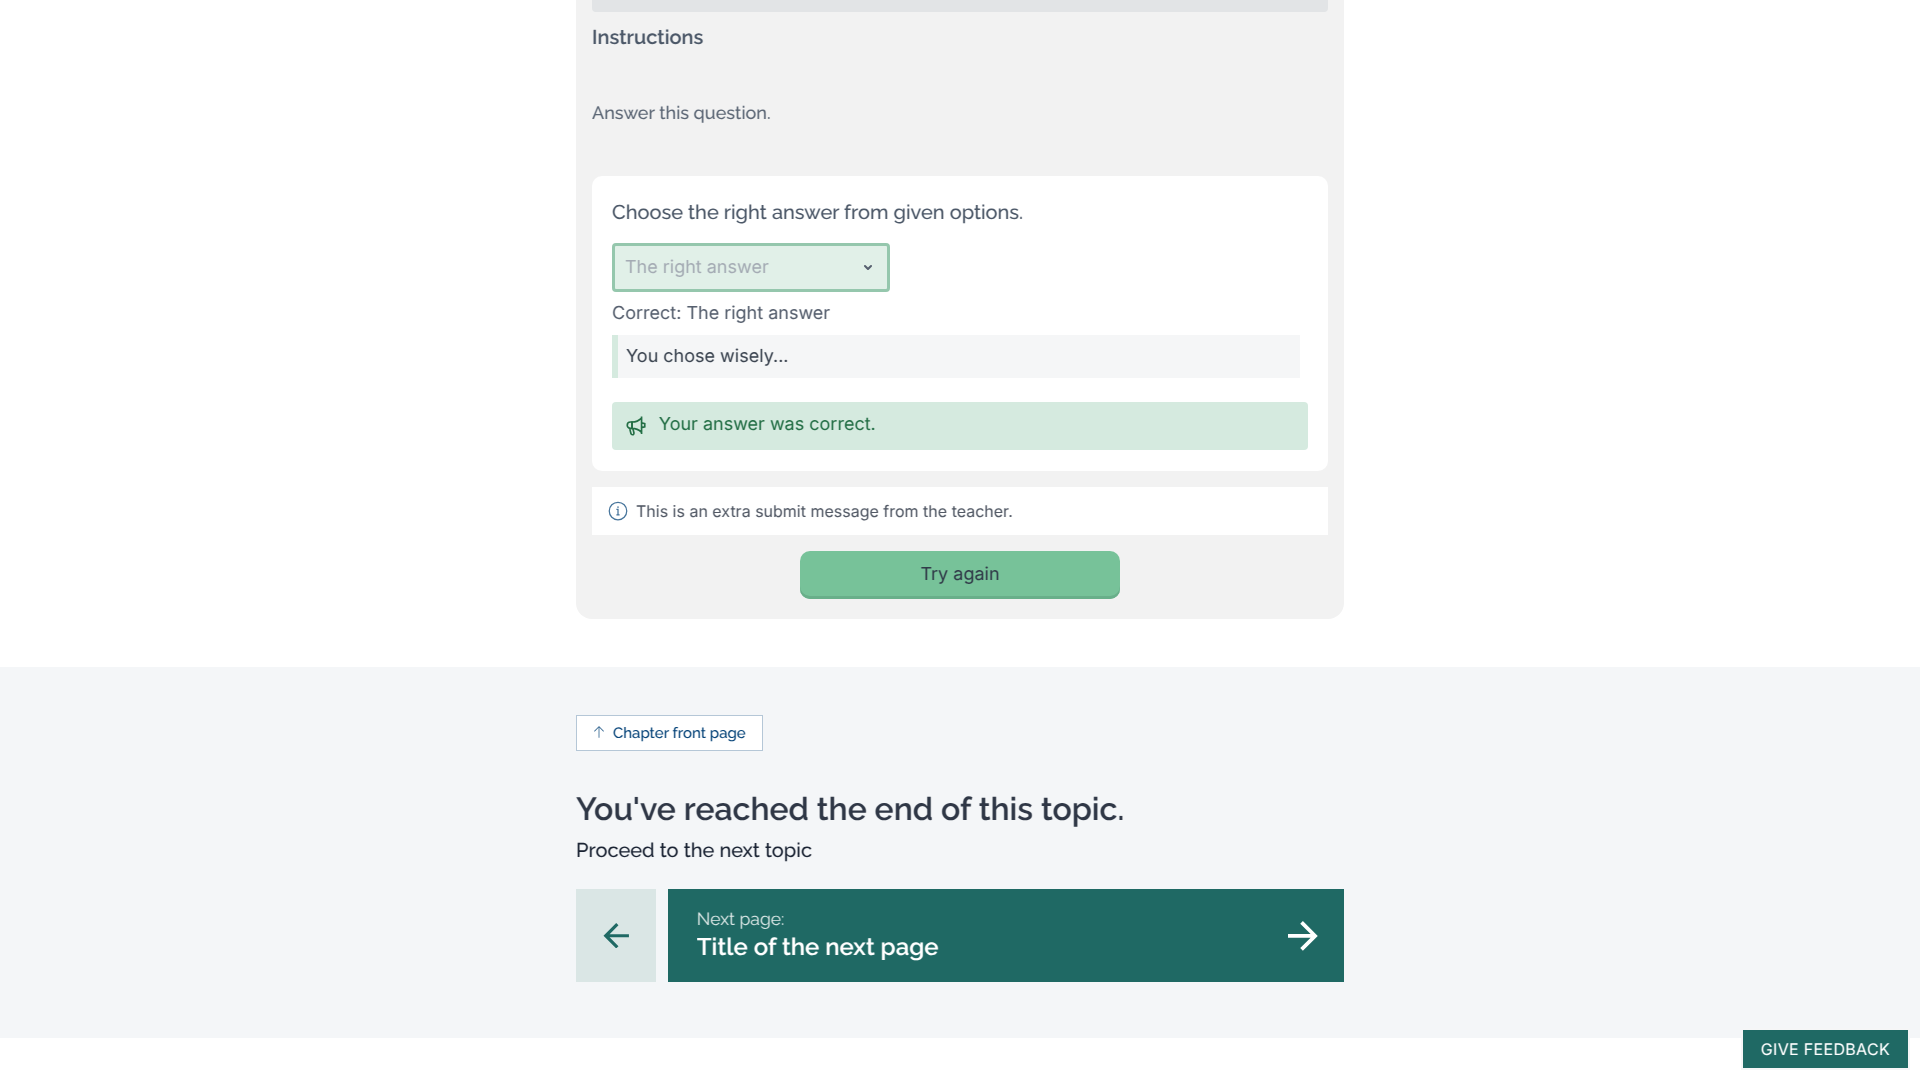 Instructions
Answer this question.
Choose the right answer from given options.
The right answer
Correct: The right answer
You chose wisely...
Your answer was correct.
This is an extra submit message from the teacher.
Try again
Chapter front page
You've reached the end of this topic.
Proceed to the next topic
Next page:
Title of the next page
GIVE FEEDBACK